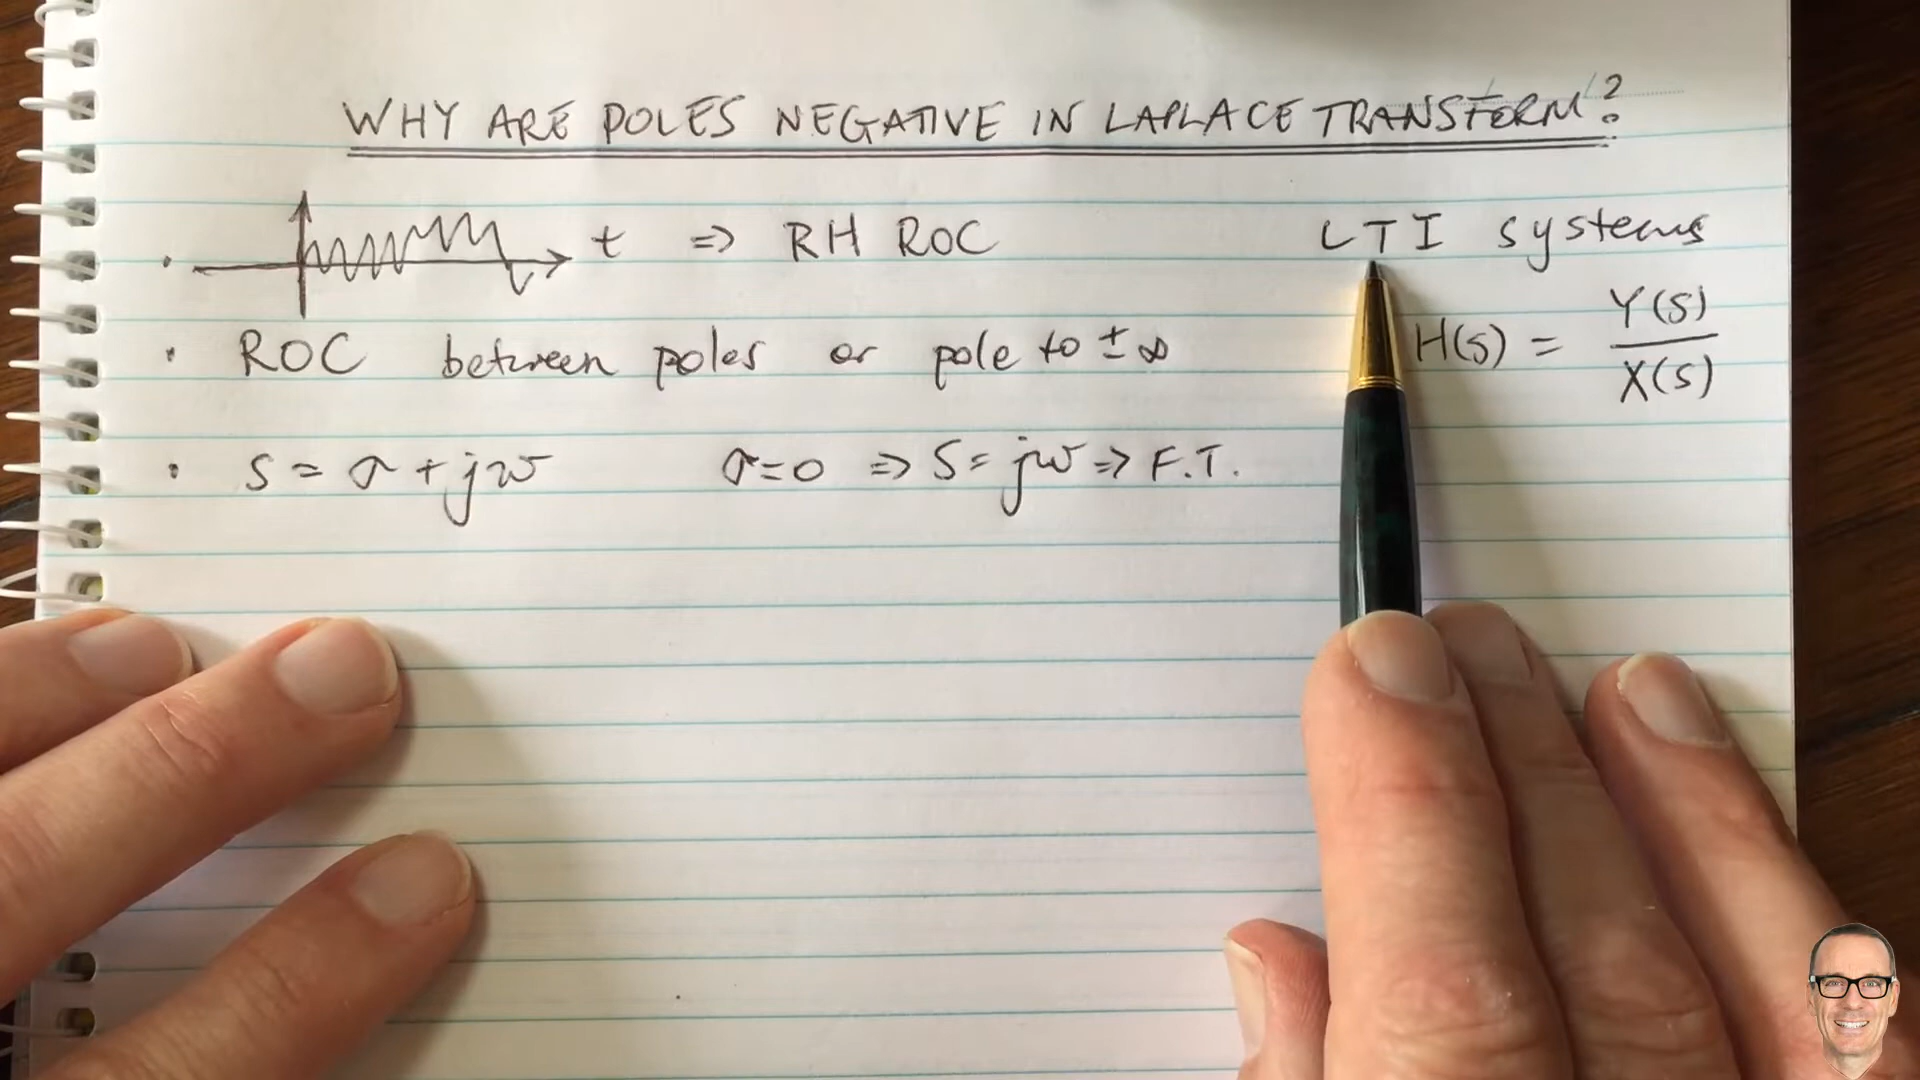 WHY ARE POLES NEGATIVE IN LAPLACE TRANSFORM?
t ⇒ RH ROC
LTI systems
H(s) = Y(s) / X(s)
ROC between poles or pole to ± ∞
s = σ + jω σ=0 ⇒ s = jω ⇒ F.T.